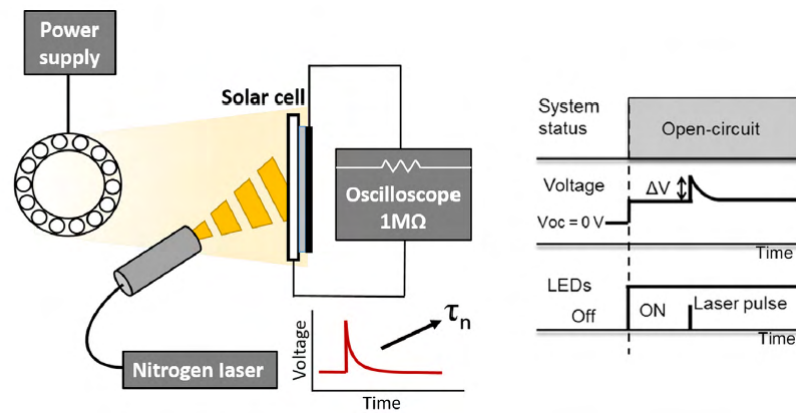 Power
supply
Solar cell
Oscilloscope
1MΩ
Nitrogen laser
Voltage
Time
τn
System
status
Open-circuit
Voltage
ΔV
Voc = 0 V
Time
LEDs
Off
ON
Laser pulse
Time